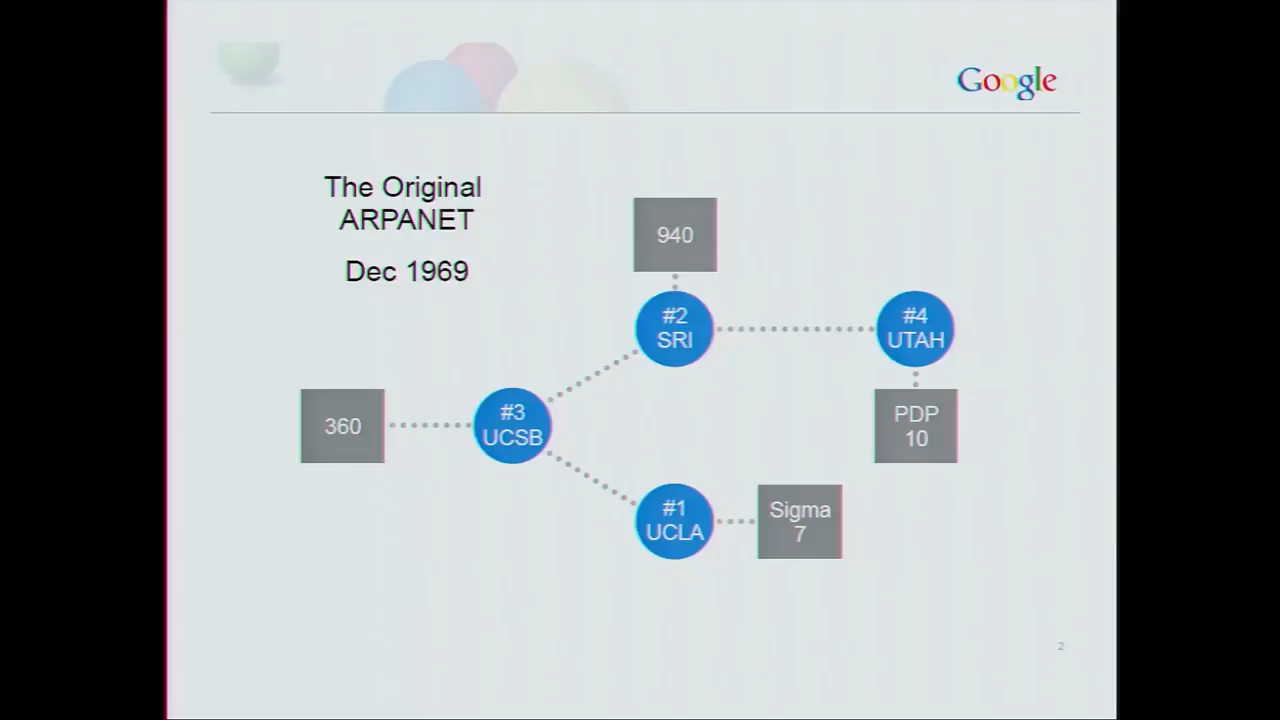 Google
The Original
ARPANET
Dec 1969
940
#2
SRI
#4
UTAH
360
#3
UCSB
PDP
10
#1
UCLA
Sigma
7
2